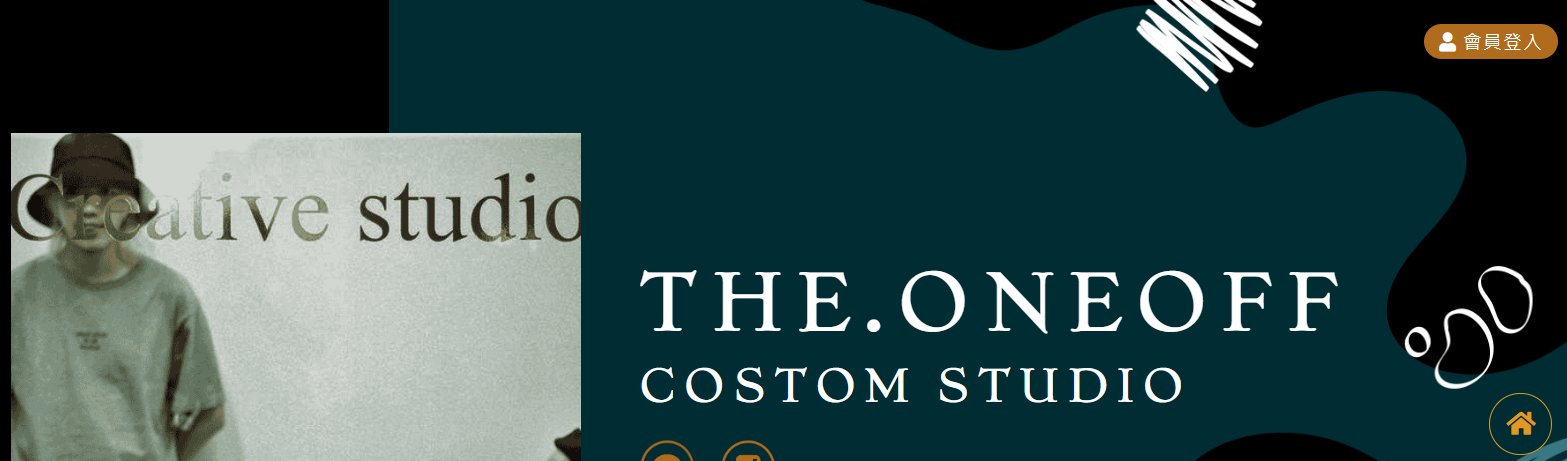 會員登入
Creative studio
THE.ONEOFF
COSTOM STUDIO